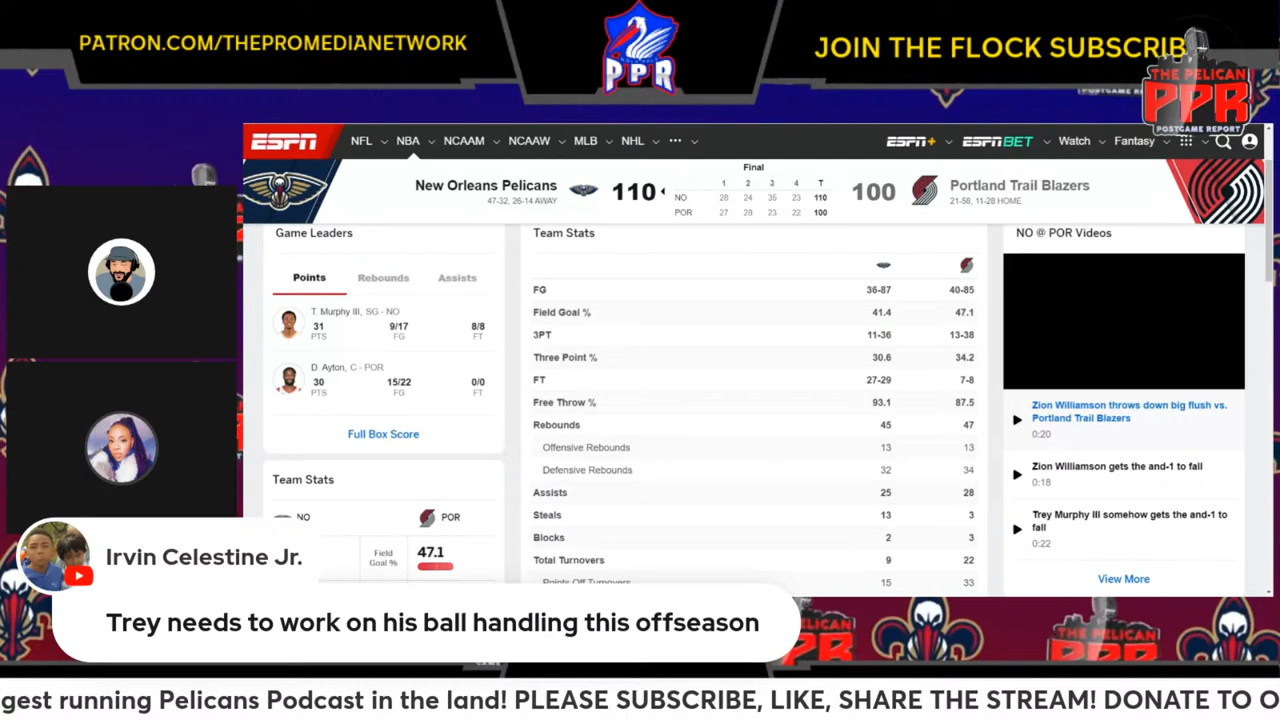 PATRON.COM/THEPROMEDIANETWORK
PPR
JOIN THE FLOCK SUBSCRIB
THE PELICAN
PPR
POSTGAME REPORT
ESPN
NFL NBA NCAAM NCAAW MLB NHL ...
ESPN+ ESPN BET Watch Fantasy
New Orleans Pelicans
47-32, 26-14 AWAY
110
Final
1 2 3 4 T
NO 28 24 35 23 110
POR 27 28 23 22 100
100
Portland Trail Blazers
21-58, 11-28 HOME
Game Leaders
Points Rebounds Assists
T. Murphy III, SG - NO
31 9/17 8/8
PTS FG FT
D. Ayton, C - POR
30 15/22 0/0
PTS FG FT
Full Box Score
Team Stats
NO POR
Field Goal % 47.1
Team Stats
FG 36-87 40-85
Field Goal % 41.4 47.1
3PT 11-36 13-38
Three Point % 30.6 34.2
FT 27-29 7-8
Free Throw % 93.1 87.5
Rebounds 45 47
Offensive Rebounds 13 13
Defensive Rebounds 32 34
Assists 25 28
Steals 13 3
Blocks 2 3
Total Turnovers 9 22
Points Off Turnovers 15 33
NO @ POR Videos
Zion Williamson throws down big flush vs.
Portland Trail Blazers
0:20
Zion Williamson gets the and-1 to fall
0:18
Trey Murphy III somehow gets the and-1 to
fall
0:22
View More
Irvin Celestine Jr.
Trey needs to work on his ball handling this offseason
THE PELICAN
PPR
gest running Pelicans Podcast in the land! PLEASE SUBSCRIBE, LIKE, SHARE THE STREAM! DONATE TO O